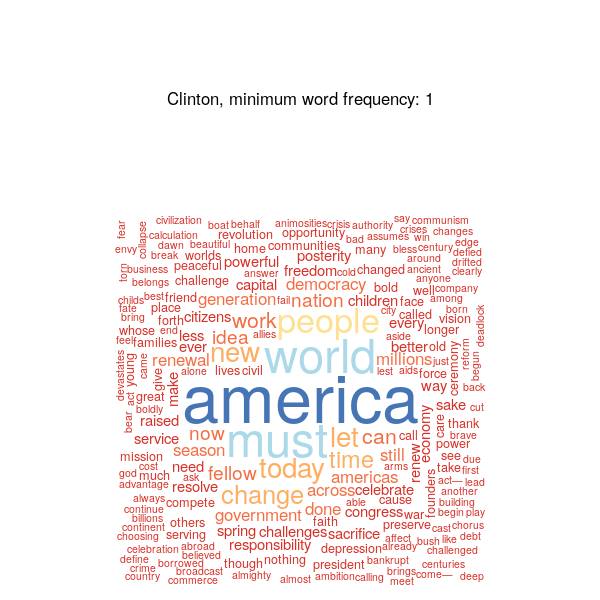 Clinton, minimum word frequency: 1
say communism
civilization boat behalf animosities crisis authority
fear collapse calculation revolution opportunity crises win changes
bad assumes edge
envy dawn beautiful home communities many bless century defied
break worlds powerful posterity around drifted
torn business peaceful answer freedom cold changed ancient clearly
belongs challenge capital democracy bold anyone company
childs best friend generation fail nation children face well among
fate place city called born
bring forth citizens work people every vision deadlock
whose end less idea allies aside longer
feel families ever new world better old ceremony reform
devastates young came renewal millions just begun
give alone lives civil lest aids force
act make way back
great america sake cut
bear boldly raised economy care thank
service now must let can call brave
mission season time still renew power
god cost need fellow today arms see due
much ask americas take first
advantage resolve across celebrate founders act— lead
always change another
continue compete done cause building
billions government faith congress war begin play
continent others spring challenges sacrifice preserve cast chorus
choosing serving affect bush like debt
celebration abroad responsibility depression already challenged
define believed though nothing bankrupt
crime borrowed president centuries
country broadcast almighty ambition calling brings come— deep
commerce almost meet